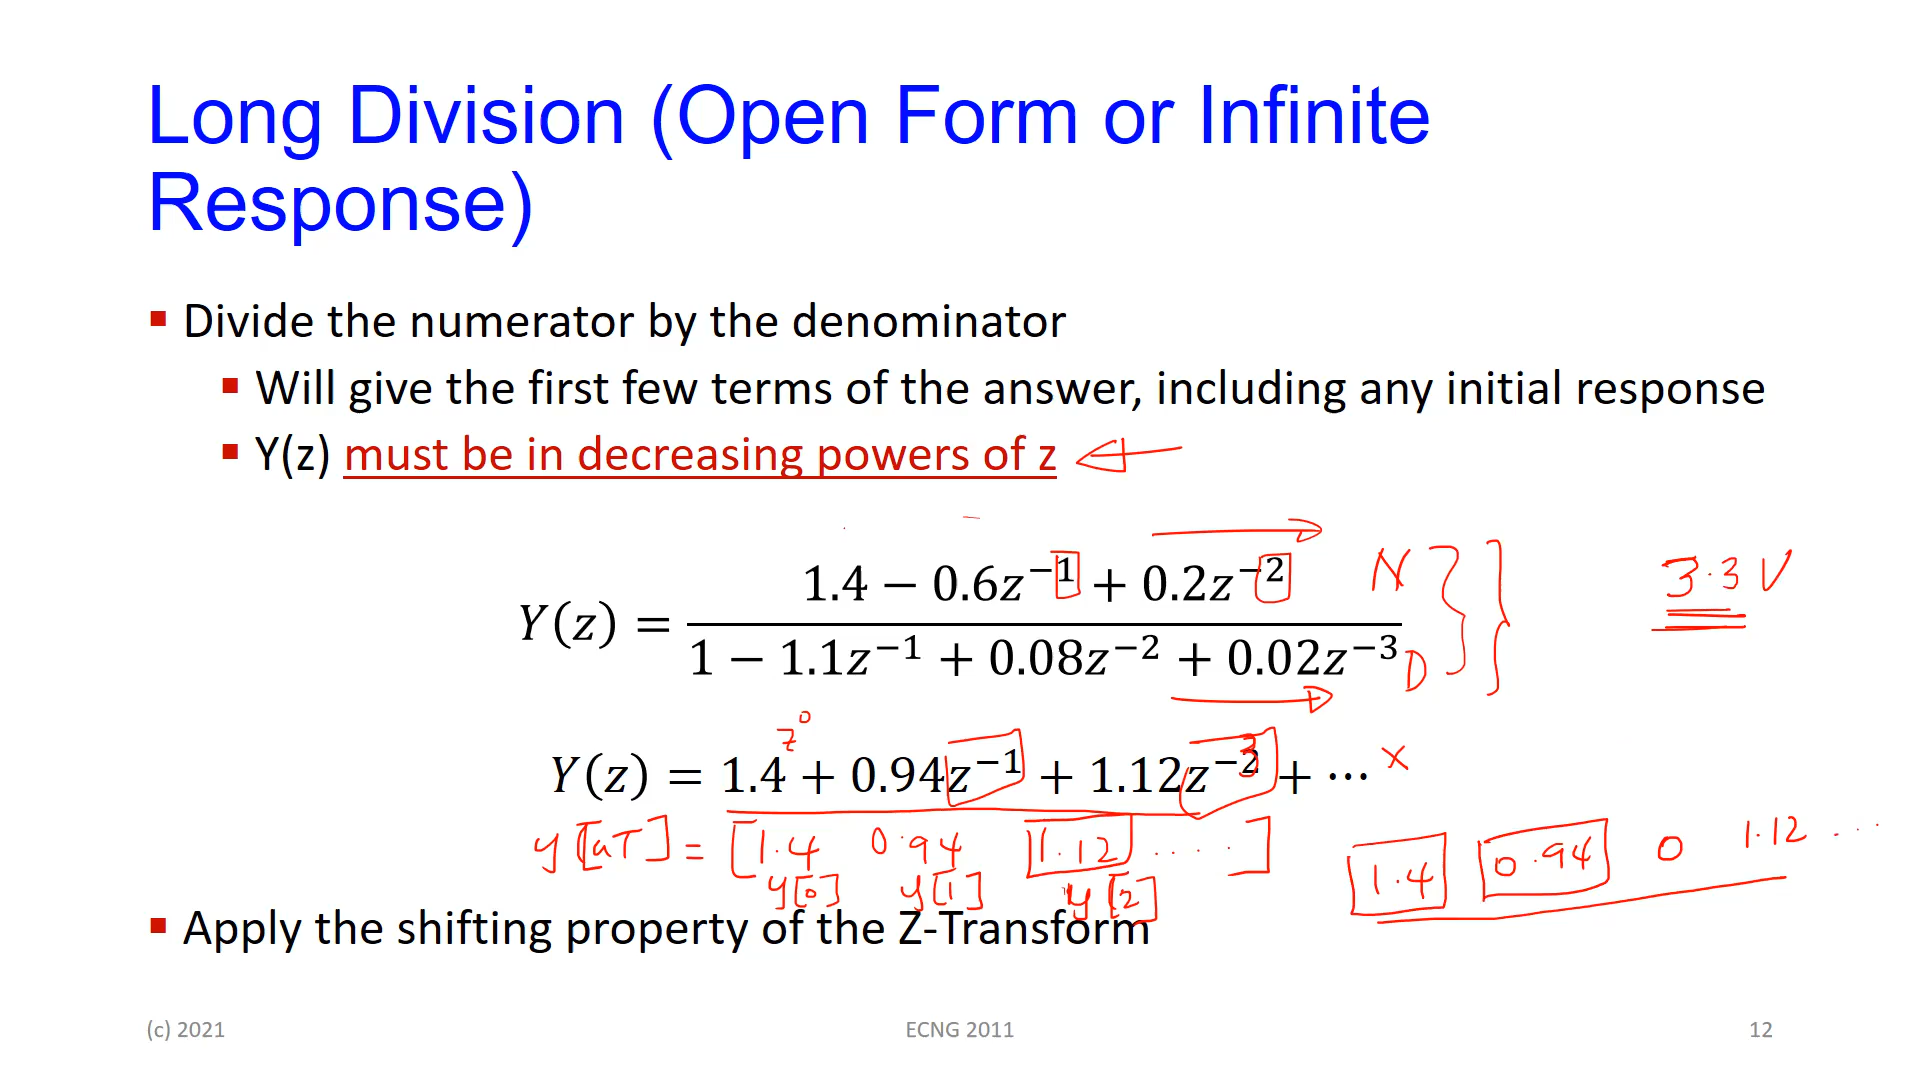 Long Division (Open Form or Infinite
Response)
▪ Divide the numerator by the denominator
▪ Will give the first few terms of the answer, including any initial response
▪ Y(z) must be in decreasing powers of z
Y(z) = (1.4 − 0.6z⁻¹ + 0.2z⁻²) / (1 − 1.1z⁻¹ + 0.08z⁻² + 0.02z⁻³)
N
D
3.3 V
z⁰
3
Y(z) = 1.4 + 0.94z⁻¹ + 1.12z⁻² + ⋯ x
y[nT] = [1.4 0.94 1.12 ....]
y[0] y[1] y[2]
1.4 0.94 0 1.12 ...
▪ Apply the shifting property of the Z-Transform
(c) 2021
ECNG 2011
12